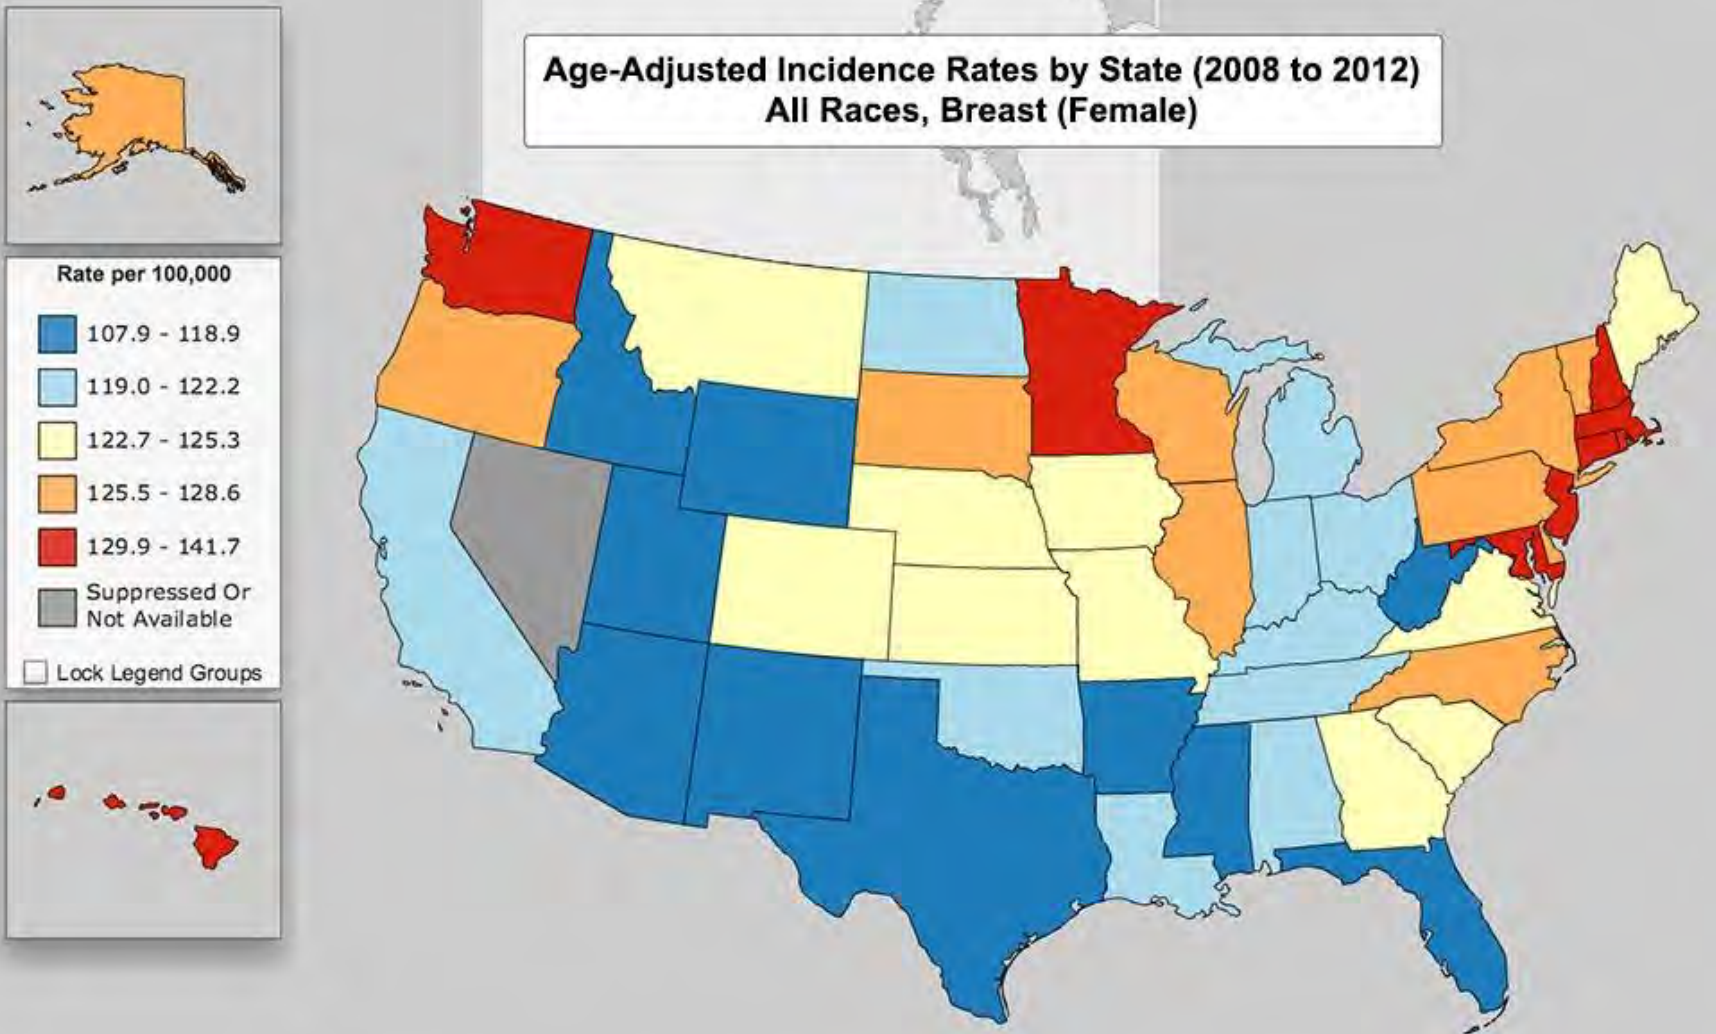 Age-Adjusted Incidence Rates by State (2008 to 2012)
All Races, Breast (Female)
Rate per 100,000
107.9 - 118.9
119.0 - 122.2
122.7 - 125.3
125.5 - 128.6
129.9 - 141.7
Suppressed Or
Not Available
Lock Legend Groups